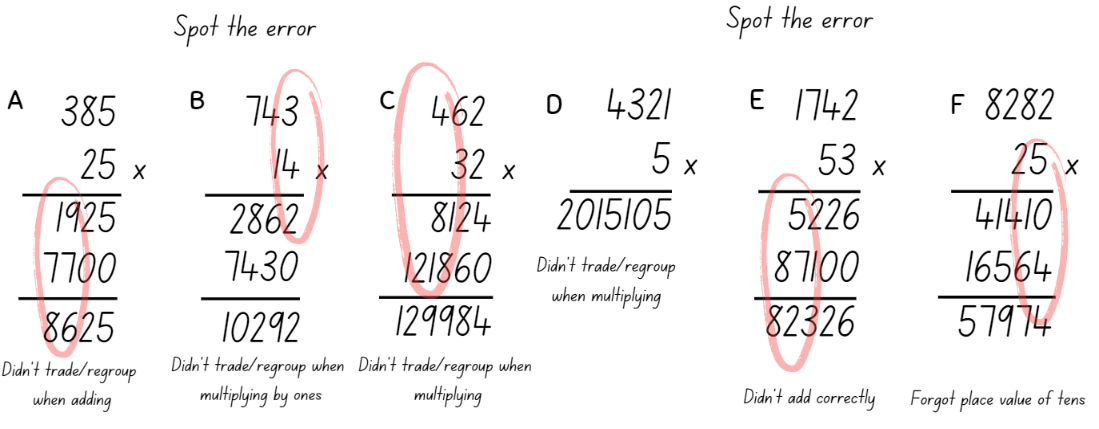 Spot the error
A 385
25 x
1925
7700
8625
Didn't trade/regroup
when adding
B 743
14 x
2862
7430
10292
Didn't trade/regroup when
multiplying by ones
C 462
32 x
8124
121860
129984
Didn't trade/regroup when
multiplying
Spot the error
D 4321
5 x
2015105
Didn't trade/regroup
when multiplying
E 1742
53 x
5226
87100
82326
Didn't add correctly
F 8282
25 x
41410
16564
57974
Forgot place value of tens